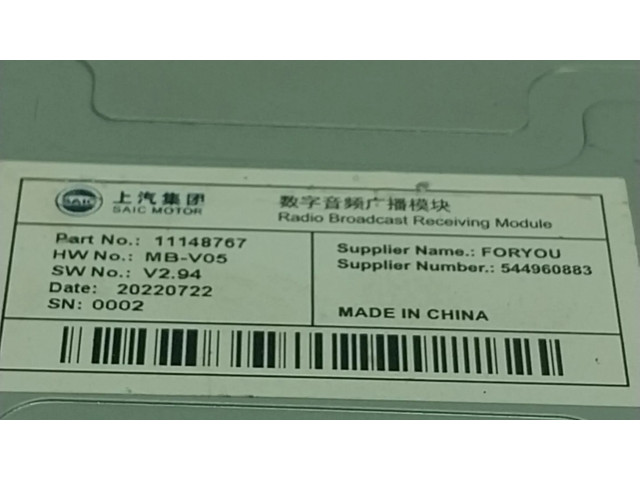 SAIC 上汽集团
SAIC MOTOR
数字音频广播模块
Radio Broadcast Receiving Module
Part No.: 11148767
HW No.: MB-V05
SW No.: V2.94
Date: 20220722
SN: 0002
Supplier Name.: FORYOU
Supplier Number.: 544960883
MADE IN CHINA